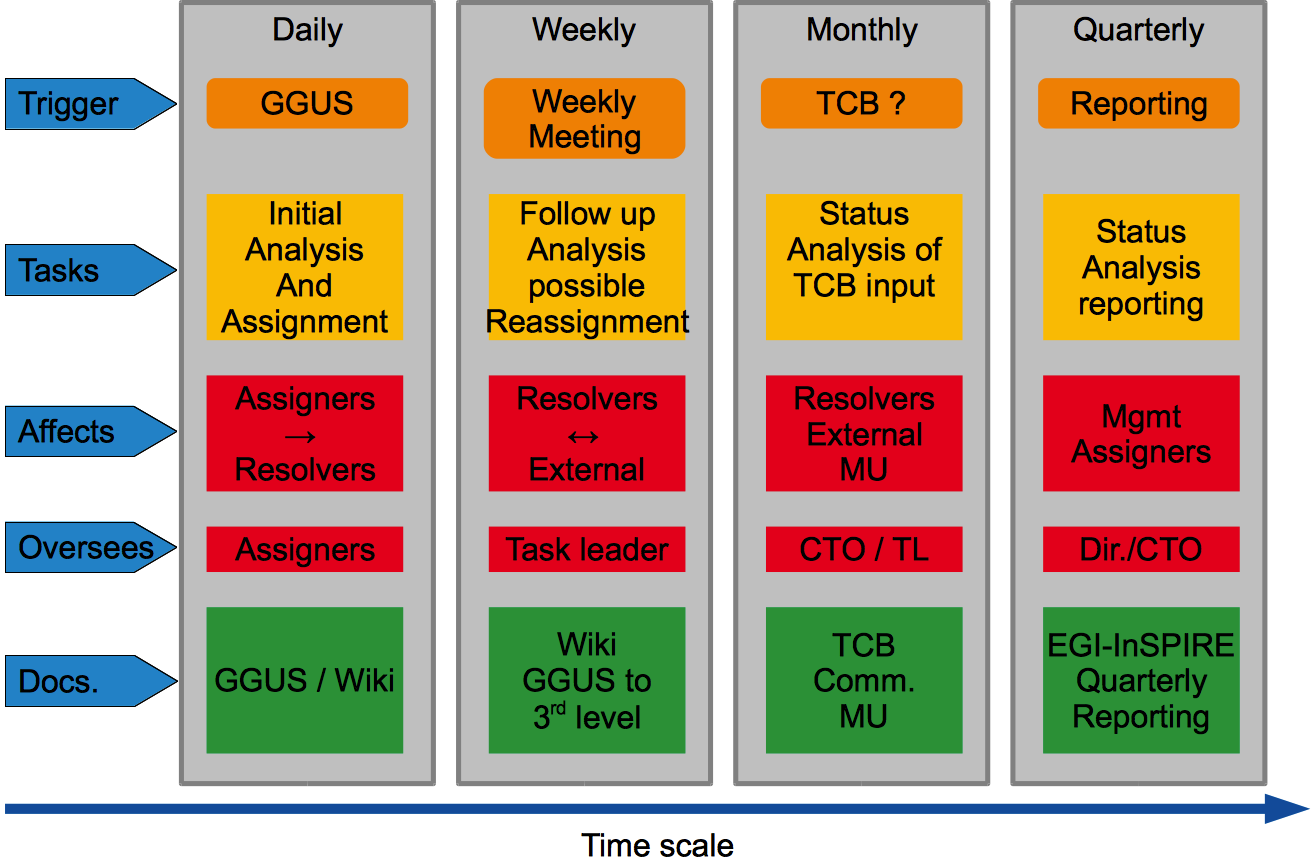 Daily
Weekly
Monthly
Quarterly
Trigger
GGUS
Weekly
Meeting
TCB ?
Reporting
Tasks
Initial
Analysis
And
Assignment
Follow up
Analysis
possible
Reassignment
Status
Analysis of
TCB input
Status
Analysis
reporting
Affects
Assigners
→
Resolvers
Resolvers
↔
External
Resolvers
External
MU
Mgmt
Assigners
Oversees
Assigners
Task leader
CTO / TL
Dir./CTO
Docs.
GGUS / Wiki
Wiki
GGUS to
3rd level
TCB
Comm.
MU
EGI-InSPIRE
Quarterly
Reporting
Time scale